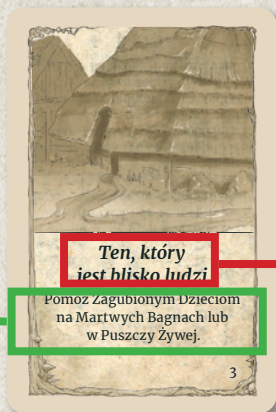 Ten, który
jest blisko ludzi
Pomóż Zagubionym Dzieciom
na Martwych Bagnach lub
w Puszczy Żywej.
3